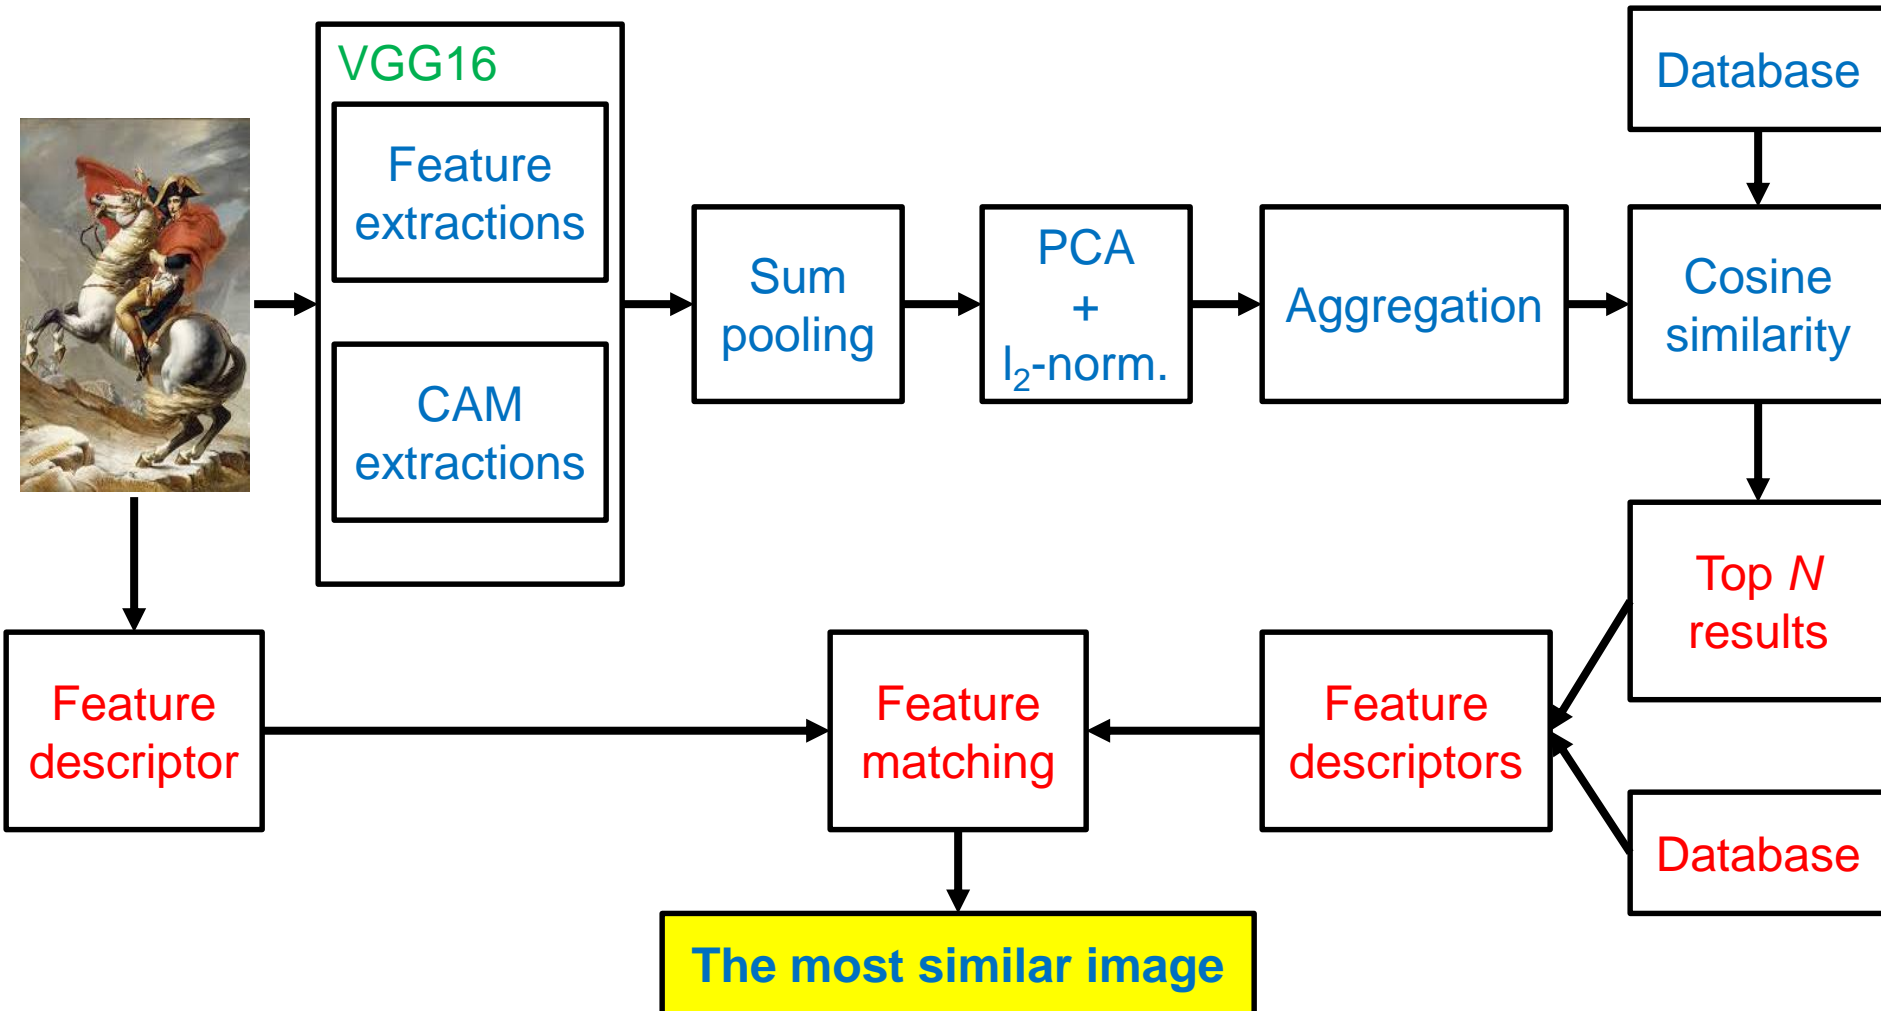 VGG16
Feature
extractions
CAM
extractions
Sum
pooling
PCA
+
l₂-norm.
Aggregation
Database
Cosine
similarity
Top N
results
Feature
descriptor
Feature
matching
Feature
descriptors
Database
The most similar image